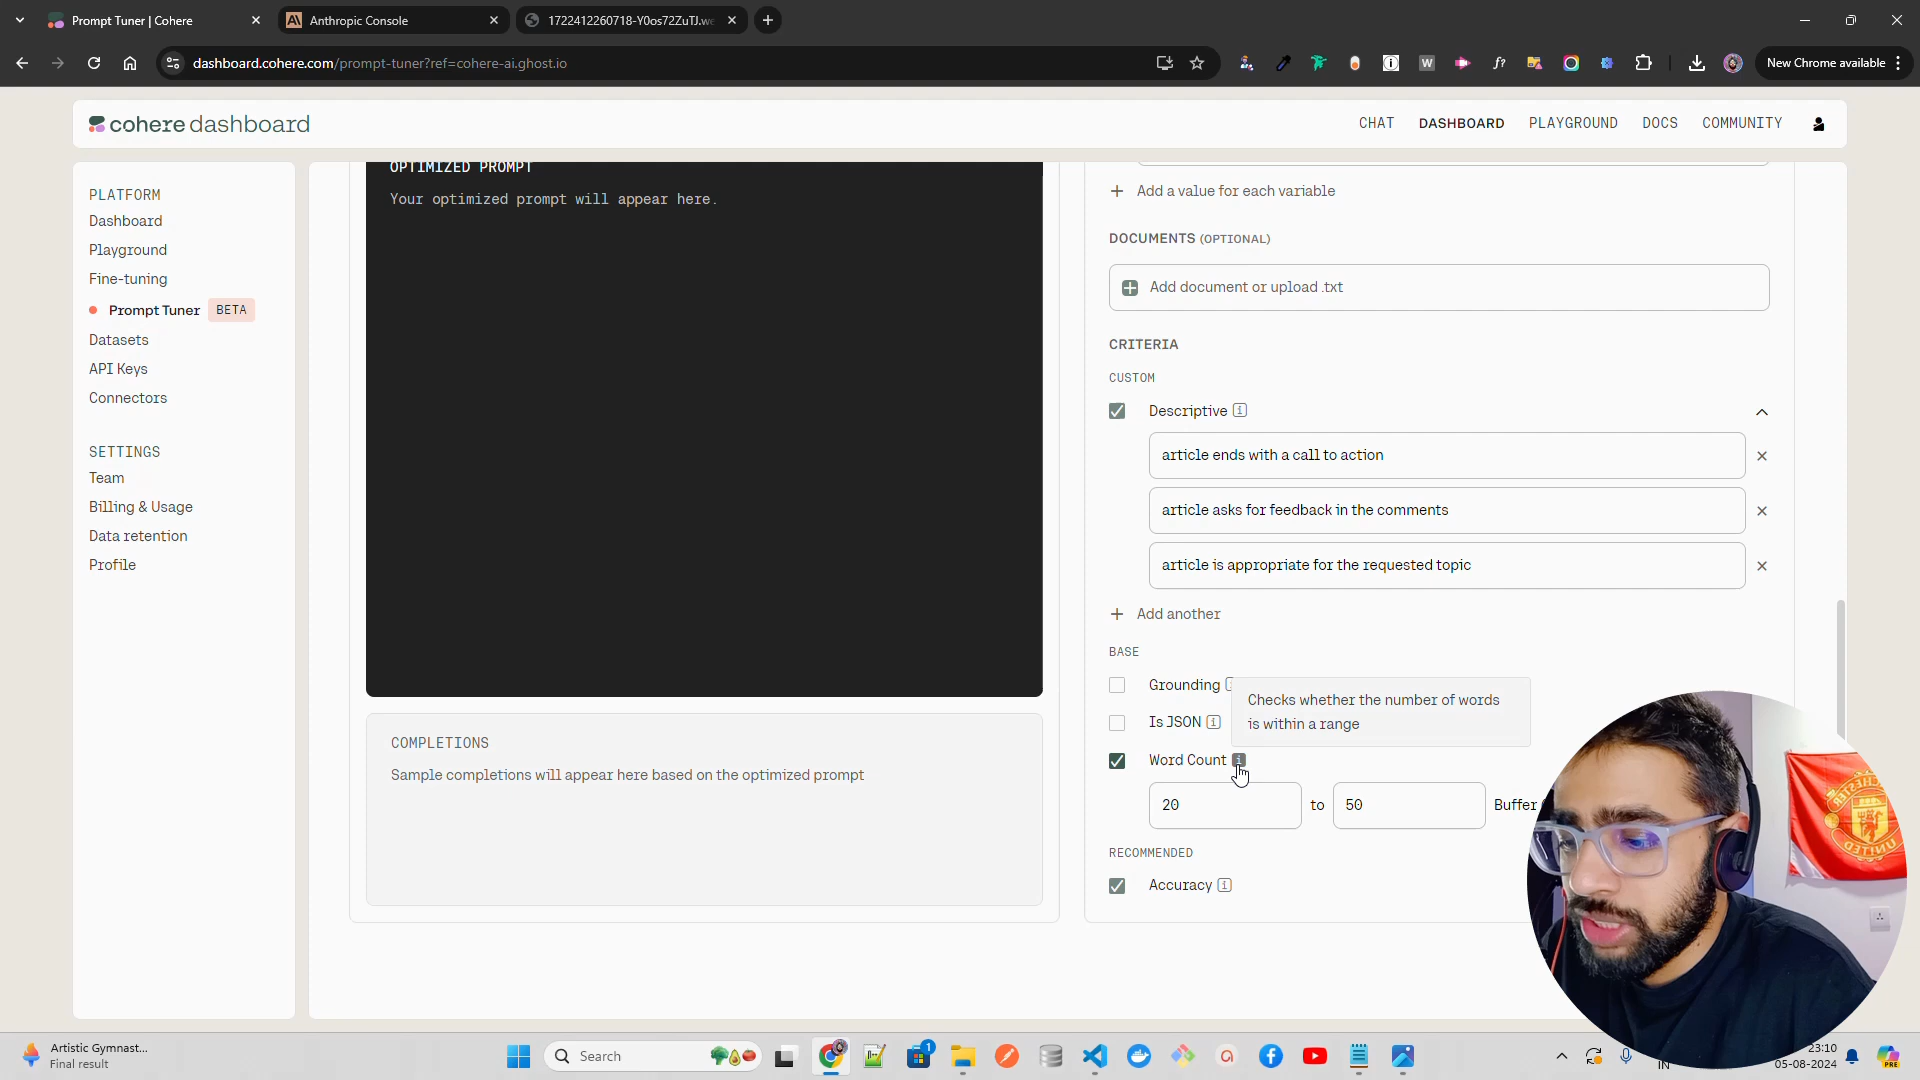 Prompt Tuner | Cohere
Anthropic Console
1722412260718-Y0os72ZuTJ.we
dashboard.cohere.com/prompt-tuner?ref=cohere-ai.ghost.io
New Chrome available
cohere dashboard
CHAT
DASHBOARD
PLAYGROUND
DOCS
COMMUNITY
PLATFORM
Dashboard
Playground
Fine-tuning
Prompt Tuner BETA
Datasets
API Keys
Connectors
SETTINGS
Team
Billing & Usage
Data retention
Profile
OPTIMIZED PROMPT
Your optimized prompt will appear here.
COMPLETIONS
Sample completions will appear here based on the optimized prompt
Add a value for each variable
DOCUMENTS (OPTIONAL)
Add document or upload .txt
CRITERIA
CUSTOM
Descriptive
article ends with a call to action
article asks for feedback in the comments
article is appropriate for the requested topic
Add another
BASE
Grounding
Checks whether the number of words
is within a range
Is JSON
Word Count
20 to 50 Buffer
RECOMMENDED
Accuracy
Artistic Gymnast...
Final result
Search
1
IN
23:10
05-08-2024
PRE